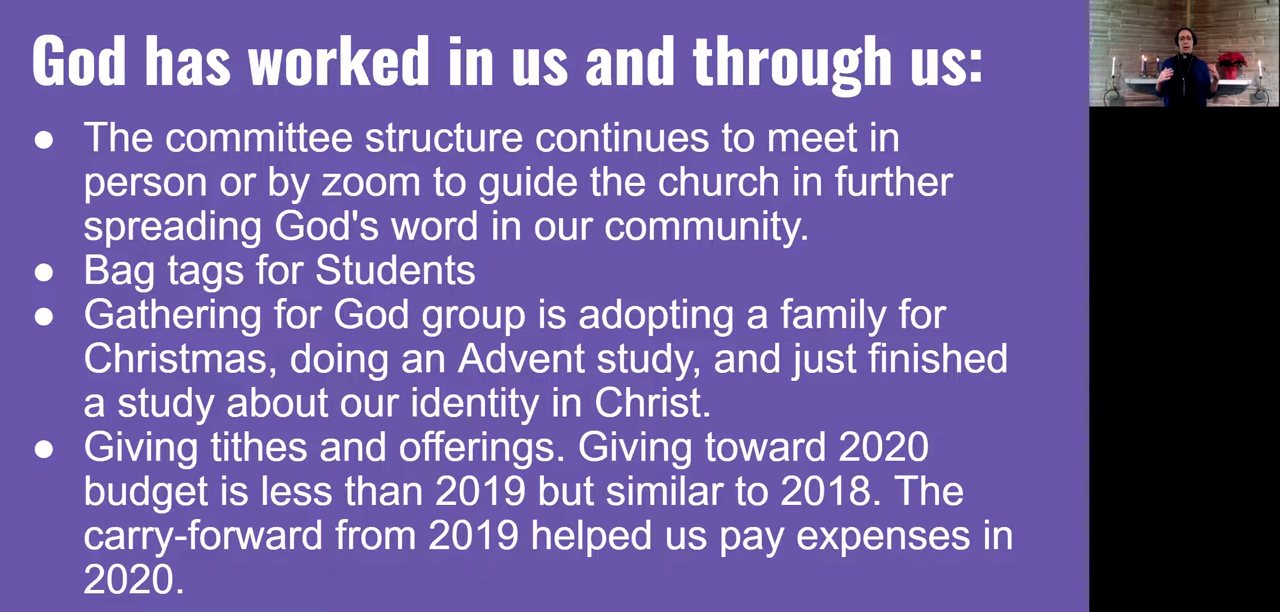 God has worked in us and through us:
● The committee structure continues to meet in
person or by zoom to guide the church in further
spreading God's word in our community.
● Bag tags for Students
● Gathering for God group is adopting a family for
Christmas, doing an Advent study, and just finished
a study about our identity in Christ.
● Giving tithes and offerings. Giving toward 2020
budget is less than 2019 but similar to 2018. The
carry-forward from 2019 helped us pay expenses in
2020.